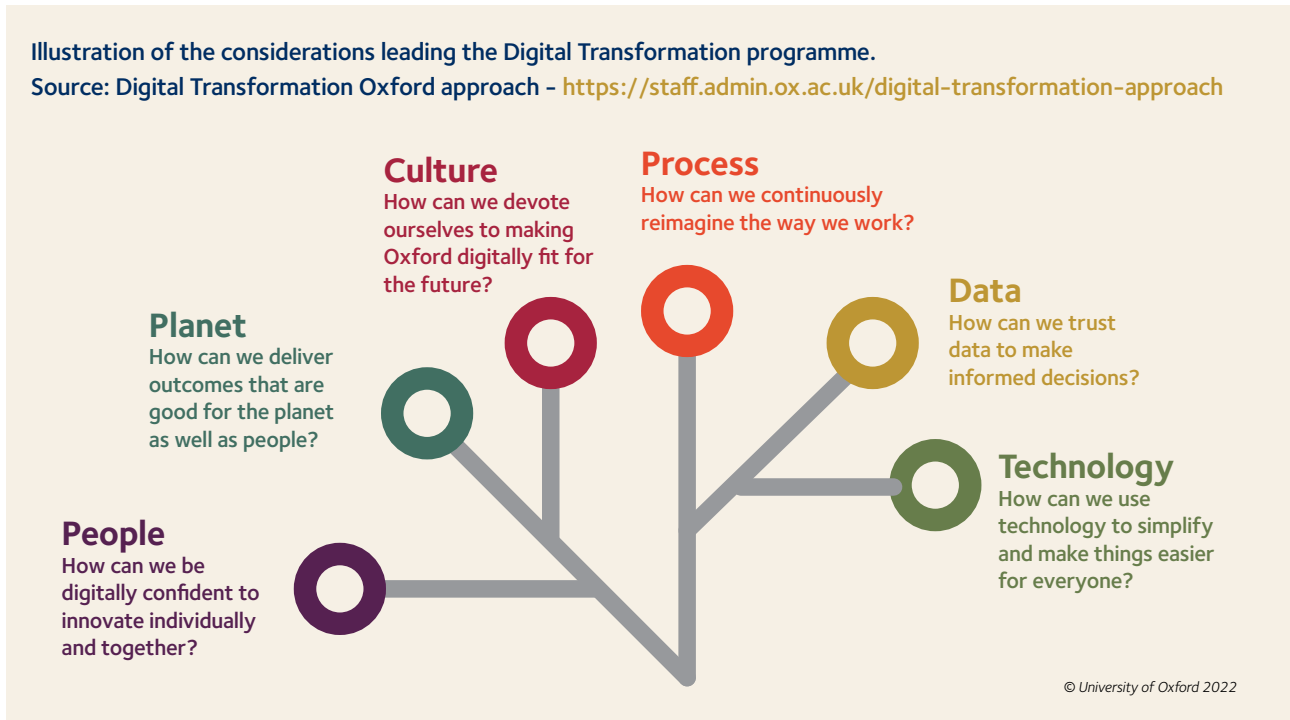 Illustration of the considerations leading the Digital Transformation programme.
Source: Digital Transformation Oxford approach - https://staff.admin.ox.ac.uk/digital-transformation-approach
Culture
How can we devote
ourselves to making
Oxford digitally fit for
the future?
Process
How can we continuously
reimagine the way we work?
Data
How can we trust
data to make
informed decisions?
Planet
How can we deliver
outcomes that are
good for the planet
as well as people?
Technology
How can we use
technology to simplify
and make things easier
for everyone?
People
How can we be
digitally confident to
innovate individually
and together?
© University of Oxford 2022